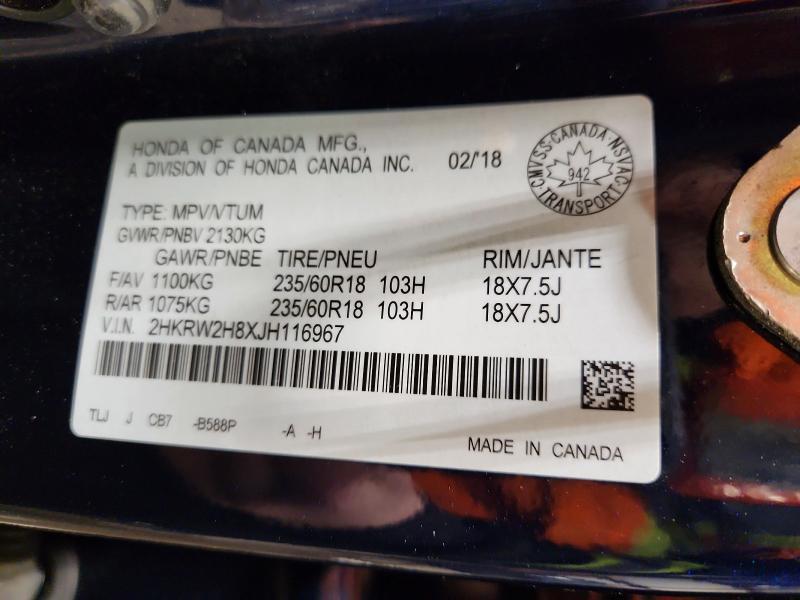 HONDA OF CANADA MFG.,
A DIVISION OF HONDA CANADA INC. 02/'18
CMVSS·CANADA·NSVAC
942
·TRANSPORT·
TYPE: MPV/VTUM
GVWR/PNBV 2130KG
GAWR/PNBE TIRE/PNEU RIM/JANTE
F/AV 1100KG 235/60R18 103H 18X7.5J
R/AR 1075KG 235/60R18 103H 18X7.5J
V.I.N. 2HKRW2H8XJH116967
TLJ J CB7 -B588P -A -H
MADE IN CANADA